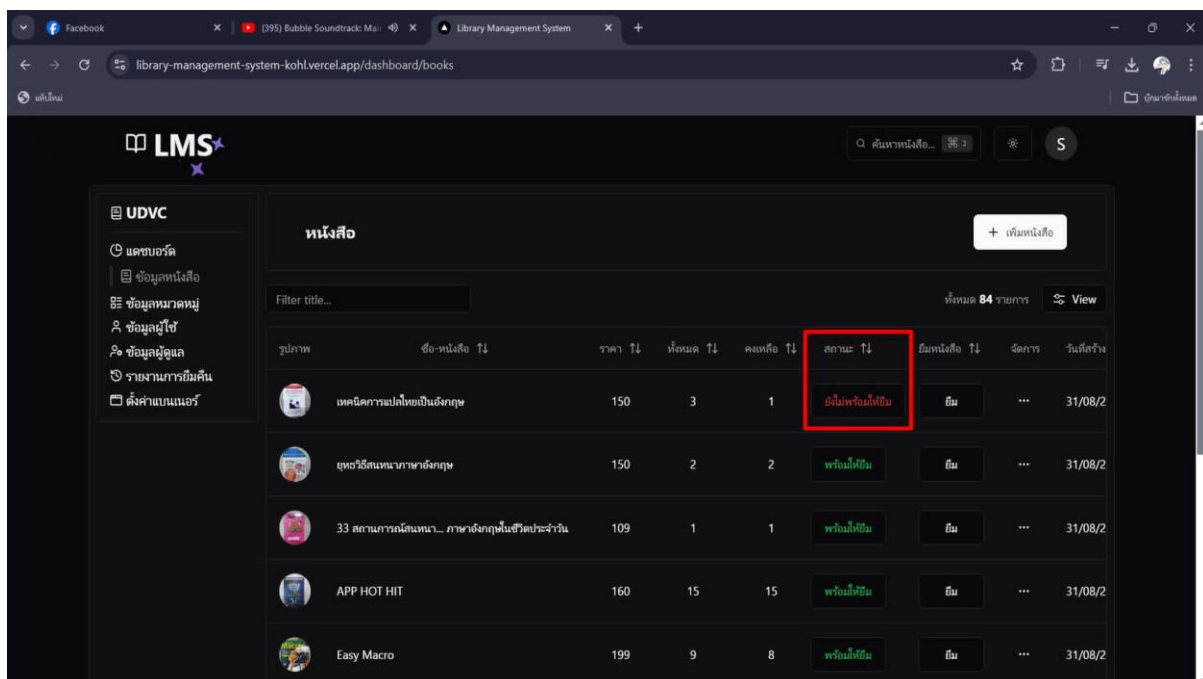 Facebook
(395) Bubble Soundtrack: Mai
Library Management System
library-management-system-kohl.vercel.app/dashboard/books
แท็บใหม่
บุ๊กมาร์กทั้งหมด
LMS
ค้นหาหนังสือ...
S
UDVC
แดชบอร์ด
ข้อมูลหนังสือ
ข้อมูลหมวดหมู่
ข้อมูลผู้ใช้
ข้อมูลผู้ดูแล
รายงานการยืมคืน
ตั้งค่าแบนเนอร์
หนังสือ
+ เพิ่มหนังสือ
Filter title...
ทั้งหมด 84 รายการ
View
รูปภาพ ชื่อ-หนังสือ ราคา ทั้งหมด คงเหลือ สถานะ ยืมหนังสือ จัดการ วันที่สร้าง
เทคนิคการแปลไทยเป็นอังกฤษ 150 3 1 ยังไม่พร้อมให้ยืม ยืม ... 31/08/2
ยุทธวิธีสนทนาภาษาอังกฤษ 150 2 2 พร้อมให้ยืม ยืม ... 31/08/2
33 สถานการณ์สนทนา... ภาษาอังกฤษในชีวิตประจำวัน 109 1 1 พร้อมให้ยืม ยืม ... 31/08/2
APP HOT HIT 160 15 15 พร้อมให้ยืม ยืม ... 31/08/2
Easy Macro 199 9 8 พร้อมให้ยืม ยืม ... 31/08/2